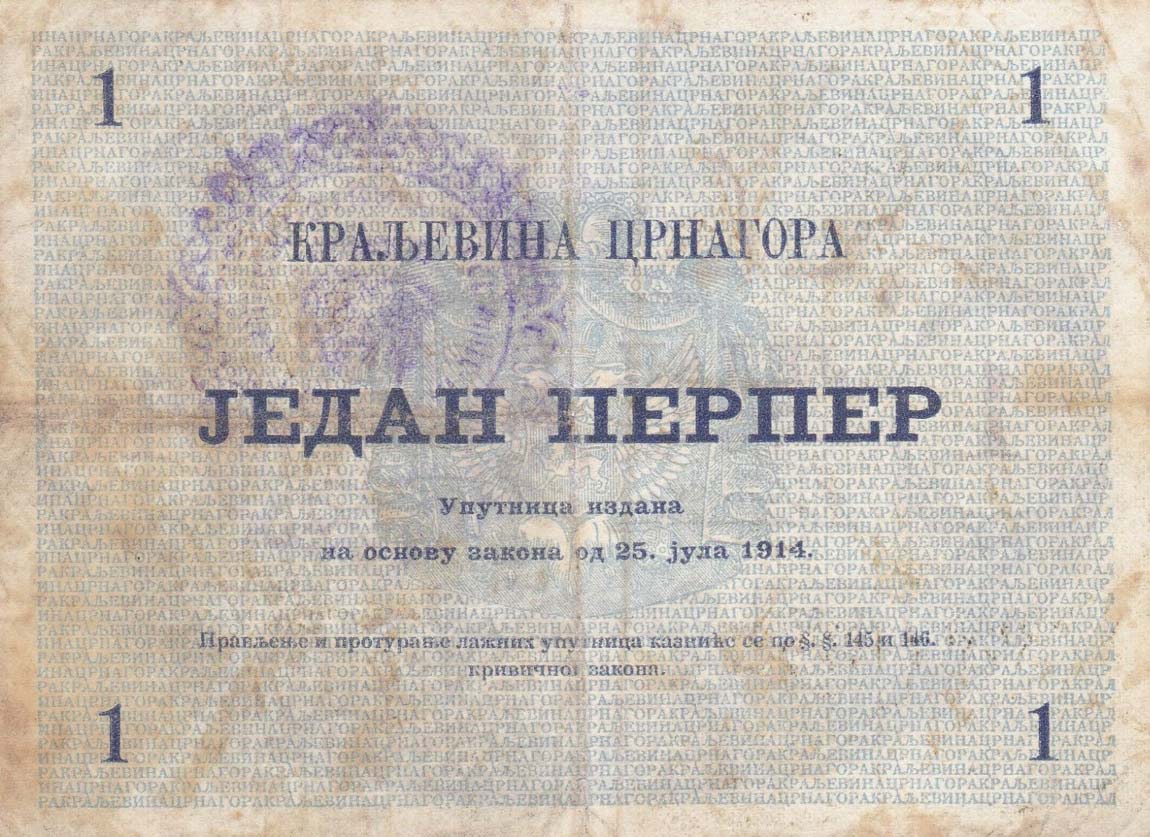 1 1
КРАЉЕВИНА ЦРНАГОРА
ЈЕДАН ПЕРПЕР
Упутница издана
на основу закона од 25. јула 1914.
Прављење и протурање лажних упутница казниће се по §. §. 145 и 146.
кривичног закона.
1 1